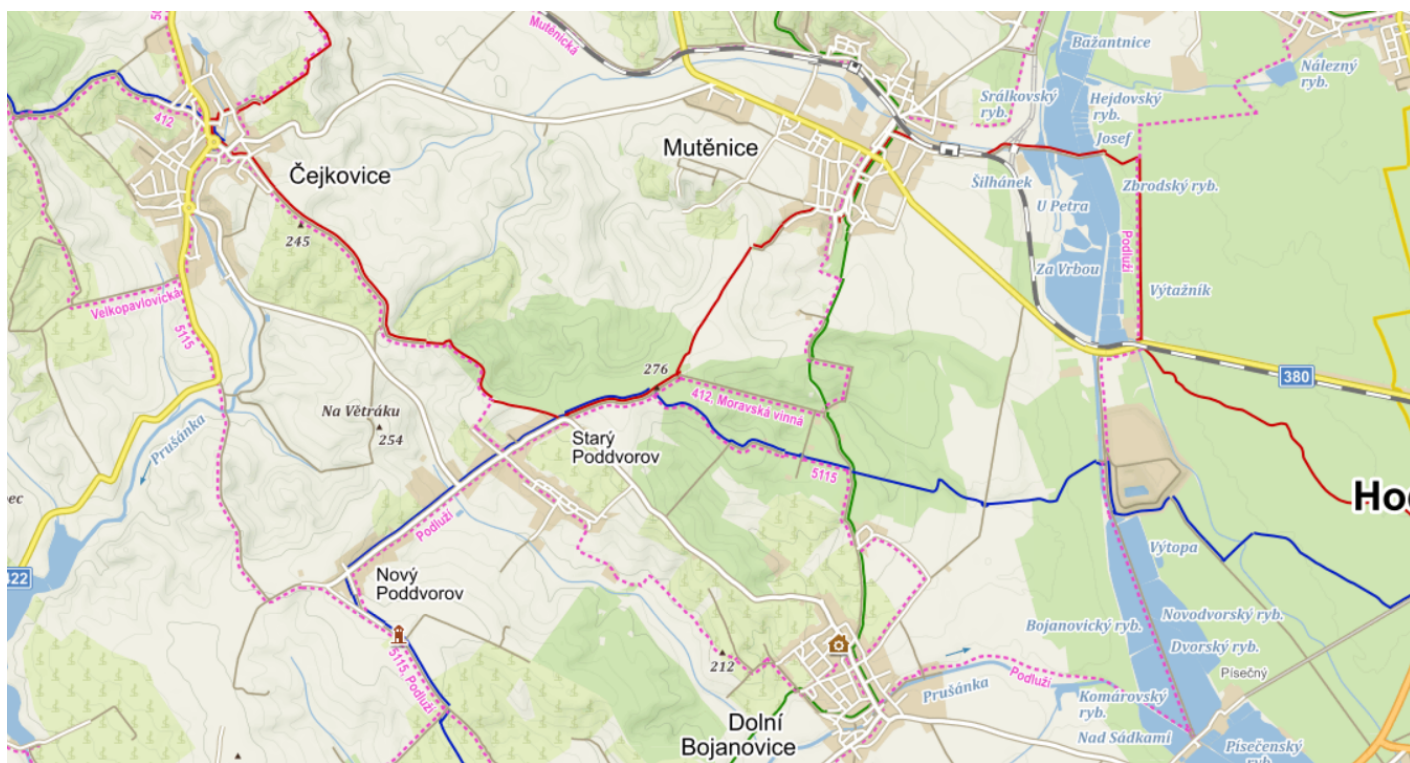 50
Mutěnická
Bažantnice
Nálezný
ryb.
Srálkovský
ryb.
Hejdovský
ryb.
412
Josef
Mutěnice
Čejkovice
Šilhánek
Zbrodský ryb.
U Petra
245
Podluží
Za Vrbou
Výtažník
Velkopavlovická
5115
276
380
412, Moravská vinná
Na Větráku
254
Starý
Poddvorov
Prušánka
5115
pec
Hod
Podluží
Výtopa
422
Nový
Poddvorov
Novodvorský ryb.
Bojanovický ryb.
Dvorský ryb.
5115, Podluží
212
Podluží
Písečný
Prušánka
Komárovský
ryb.
Dolní
Bojanovice
Nad Sádkami
Písečenský
ryb.